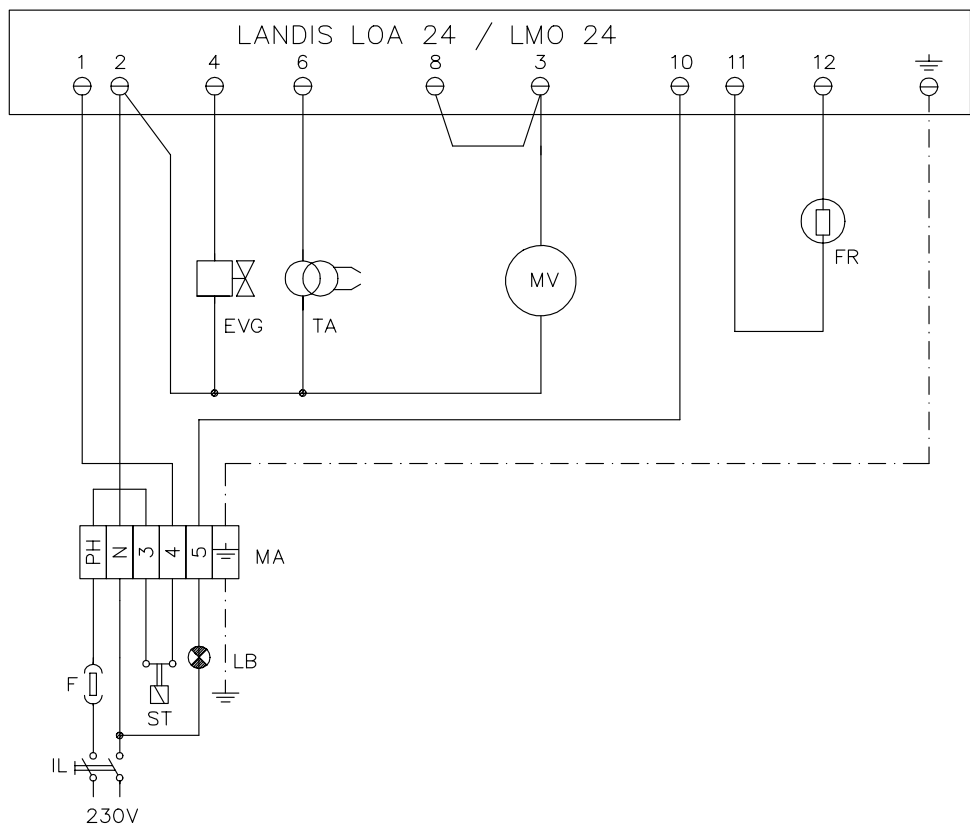 LANDIS LOA 24 / LMO 24
1 2 4 6 8 3 10 11 12
FR
MV
EVG TA
PH N 3 4 5 MA
LB
F
ST
IL
230V